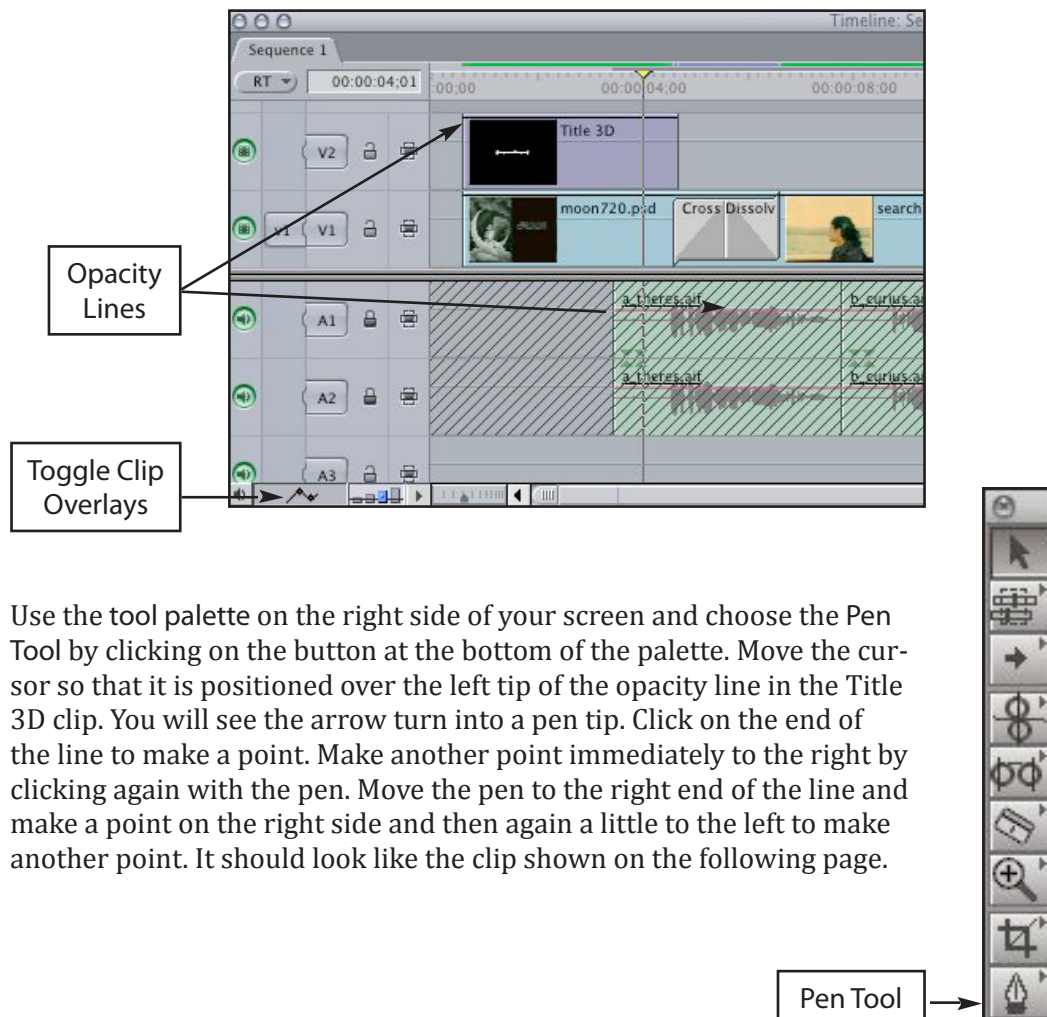 Timeline: Se
Sequence 1
RT 00:00:04;01 :00;00 00:00:04:00 00:00:08:00
V2 Title 3D
v1 V1 moon720.psd Cross Dissolv search
Opacity
Lines
A1 a_theres.aif b_curius.a
A2 a_theres.aif b_curius.a
A3
Toggle Clip
Overlays
Use the tool palette on the right side of your screen and choose the Pen
Tool by clicking on the button at the bottom of the palette. Move the cur-
sor so that it is positioned over the left tip of the opacity line in the Title
3D clip. You will see the arrow turn into a pen tip. Click on the end of
the line to make a point. Make another point immediately to the right by
clicking again with the pen. Move the pen to the right end of the line and
make a point on the right side and then again a little to the left to make
another point. It should look like the clip shown on the following page.
Pen Tool